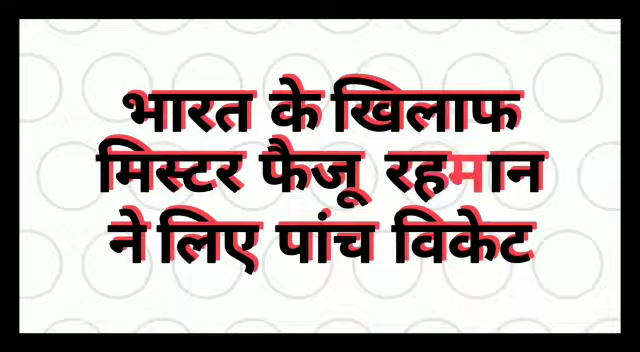 भारत के खिलाफ
मिस्टर फैजू रहमान
ने लिए पांच विकेट